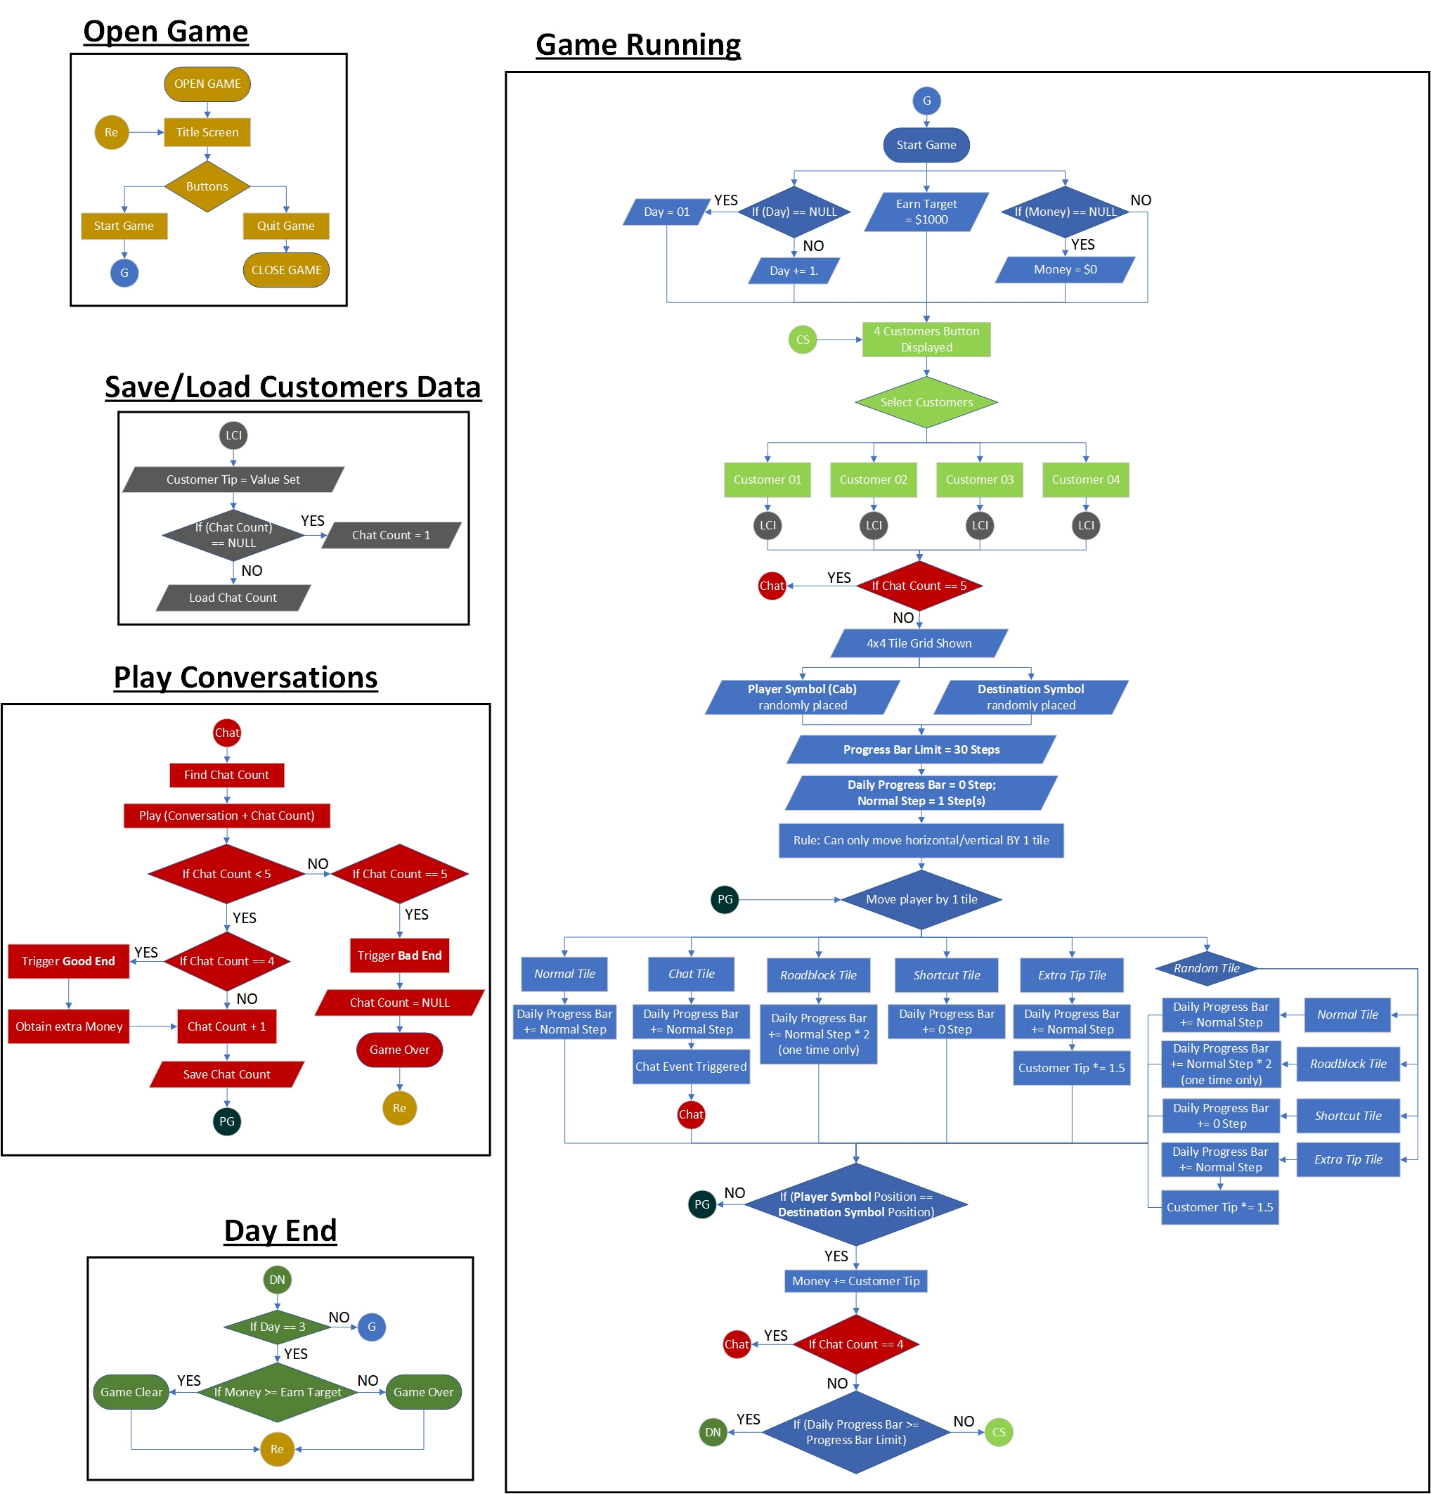 Open Game
OPEN GAME
Re
Title Screen
Buttons
Start Game
Quit Game
G
CLOSE GAME
Save/Load Customers Data
LCI
Customer Tip = Value Set
If (Chat Count)
== NULL
YES
Chat Count = 1
NO
Load Chat Count
Play Conversations
Chat
Find Chat Count
Play (Conversation + Chat Count)
If Chat Count < 5
NO
If Chat Count == 5
YES
YES
Trigger Good End
YES
If Chat Count == 4
Trigger Bad End
NO
Chat Count = NULL
Obtain extra Money
Chat Count + 1
Game Over
Save Chat Count
Re
PG
Day End
DN
If Day == 3
NO
G
YES
Game Clear
YES
If Money >= Earn Target
NO
Game Over
Re
Game Running
G
Start Game
Day = 01
YES
If (Day) == NULL
Earn Target
= $1000
If (Money) == NULL
NO
NO
YES
Day += 1.
Money = $0
CS
4 Customers Button
Displayed
Select Customers
Customer 01
Customer 02
Customer 03
Customer 04
LCI
LCI
LCI
LCI
Chat
YES
If Chat Count == 5
NO
4x4 Tile Grid Shown
Player Symbol (Cab)
randomly placed
Destination Symbol
randomly placed
Progress Bar Limit = 30 Steps
Daily Progress Bar = 0 Step;
Normal Step = 1 Step(s)
Rule: Can only move horizontal/vertical BY 1 tile
PG
Move player by 1 tile
Normal Tile
Chat Tile
Roadblock Tile
Shortcut Tile
Extra Tip Tile
Random Tile
Daily Progress Bar
+= Normal Step
Daily Progress Bar
+= Normal Step
Chat Event Triggered
Chat
Daily Progress Bar
+= Normal Step * 2
(one time only)
Daily Progress Bar
+= 0 Step
Daily Progress Bar
+= Normal Step
Customer Tip *= 1.5
Daily Progress Bar
+= Normal Step
Normal Tile
Daily Progress Bar
+= Normal Step * 2
(one time only)
Roadblock Tile
Daily Progress Bar
+= 0 Step
Shortcut Tile
Daily Progress Bar
+= Normal Step
Extra Tip Tile
Customer Tip *= 1.5
PG
NO
If (Player Symbol Position ==
Destination Symbol Position)
YES
Money += Customer Tip
Chat
YES
If Chat Count == 4
NO
DN
YES
If (Daily Progress Bar >=
Progress Bar Limit)
NO
CS